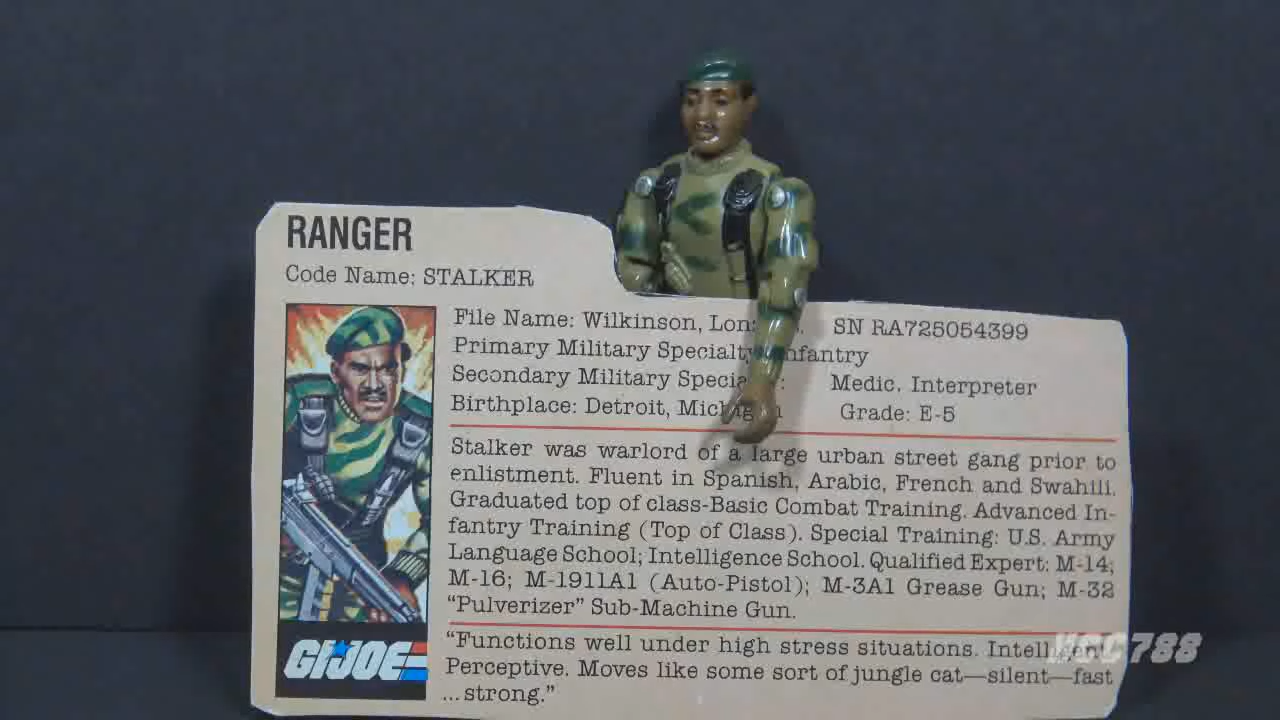 RANGER
Code Name: STALKER
File Name: Wilkinson, Lon SN RA725054399
Primary Military Specialty Infantry
Secondary Military Special : Medic, Interpreter
Birthplace: Detroit, Michigan Grade: E-5
Stalker was warlord of a large urban street gang prior to
enlistment. Fluent in Spanish, Arabic, French and Swahili.
Graduated top of class-Basic Combat Training. Advanced In-
fantry Training (Top of Class). Special Training: U.S. Army
Language School; Intelligence School. Qualified Expert: M-14;
M-16; M-1911A1 (Auto-Pistol); M-3A1 Grease Gun; M-32
“Pulverizer” Sub-Machine Gun.
“Functions well under high stress situations. Intelligent.
Perceptive. Moves like some sort of jungle cat—silent—fast
...strong.”
GI JOE
HCC788